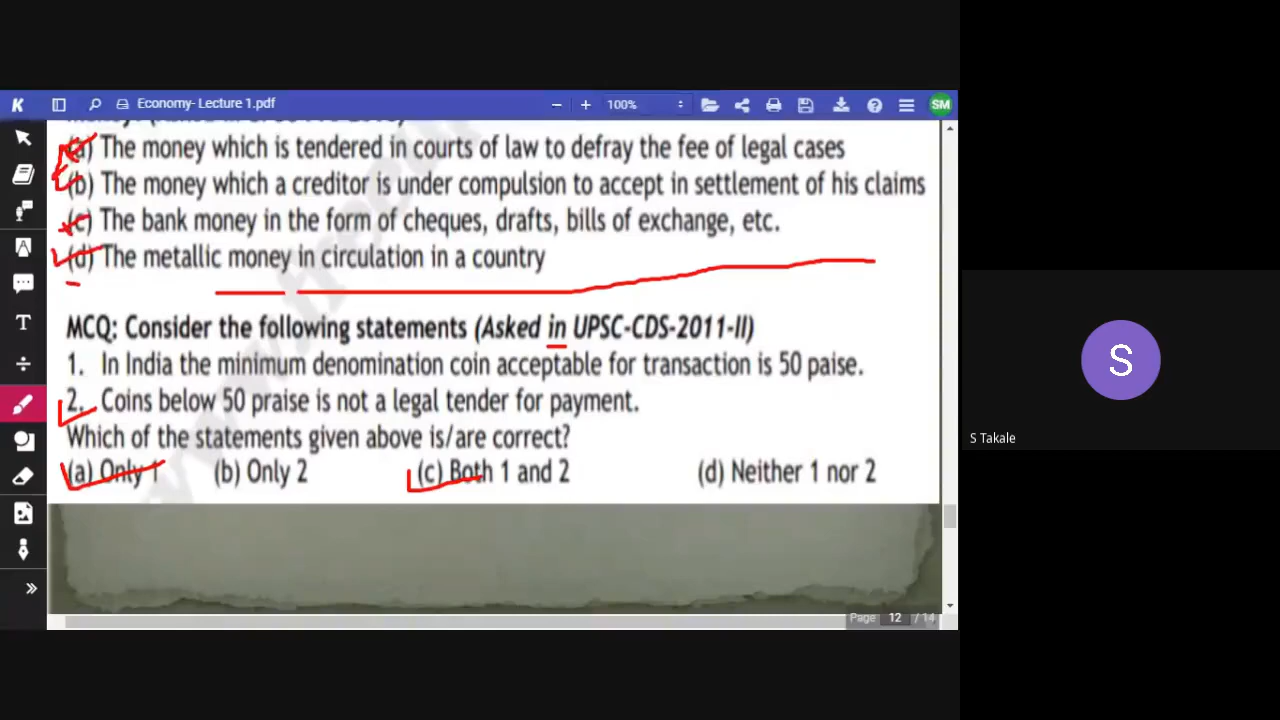 K
Economy- Lecture 1.pdf
100%
SM
(a) The money which is tendered in courts of law to defray the fee of legal cases
(b) The money which a creditor is under compulsion to accept in settlement of his claims
(c) The bank money in the form of cheques, drafts, bills of exchange, etc.
(d) The metallic money in circulation in a country
MCQ: Consider the following statements (Asked in UPSC-CDS-2011-II)
1. In India the minimum denomination coin acceptable for transaction is 50 paise.
2. Coins below 50 praise is not a legal tender for payment.
Which of the statements given above is/are correct?
(a) Only 1 (b) Only 2 (c) Both 1 and 2 (d) Neither 1 nor 2
Page 12 / 14
S
S Takale